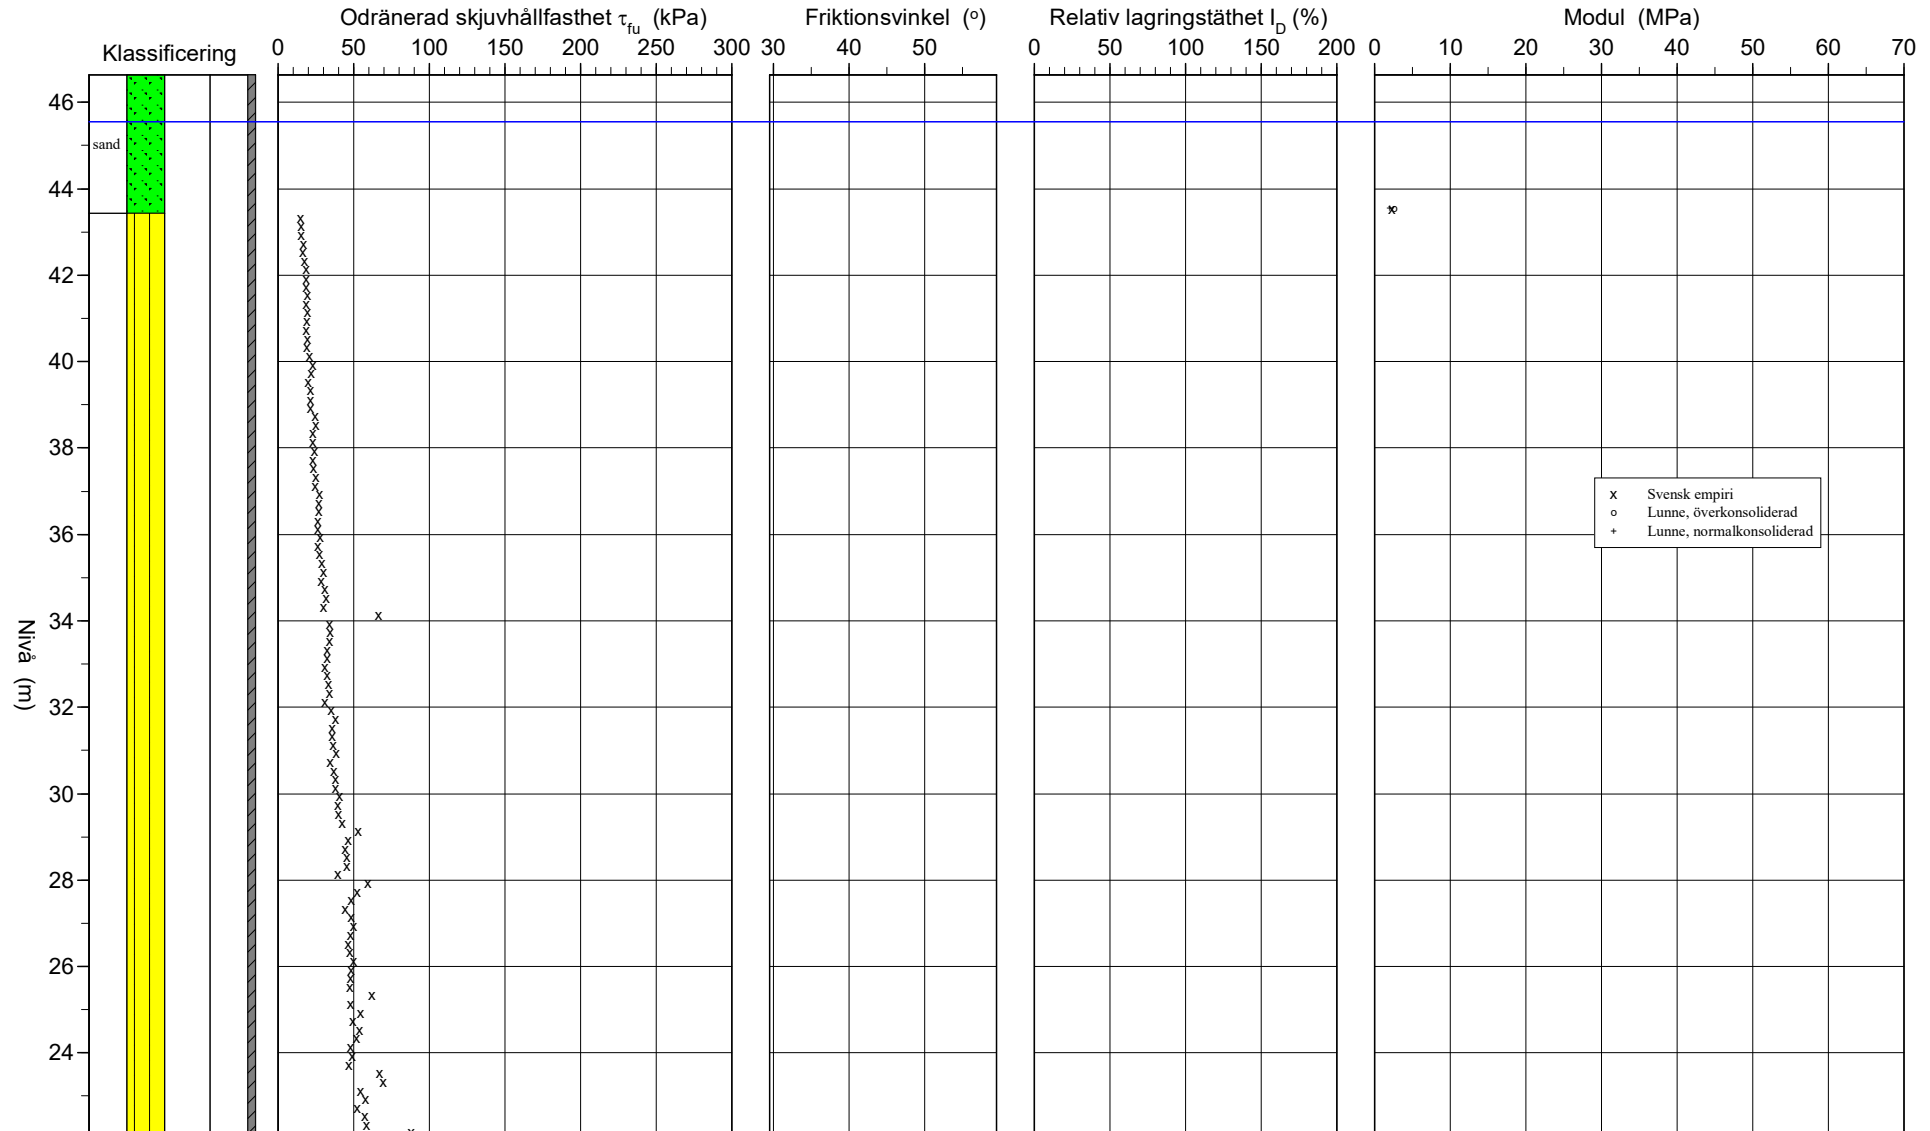 Klassificering
Odränerad skjuvhållfasthet τfu (kPa)
Friktionsvinkel (o)
Relativ lagringstäthet ID (%)
Modul (MPa)
0 50 100 150 200 250 300
30 40 50
0 50 100 150 200
0 10 20 30 40 50 60 70
46
sand
44
42
40
38
36
34
32
30
28
26
24
Nivå (m)
x Svensk empiri
o Lunne, överkonsoliderad
+ Lunne, normalkonsoliderad